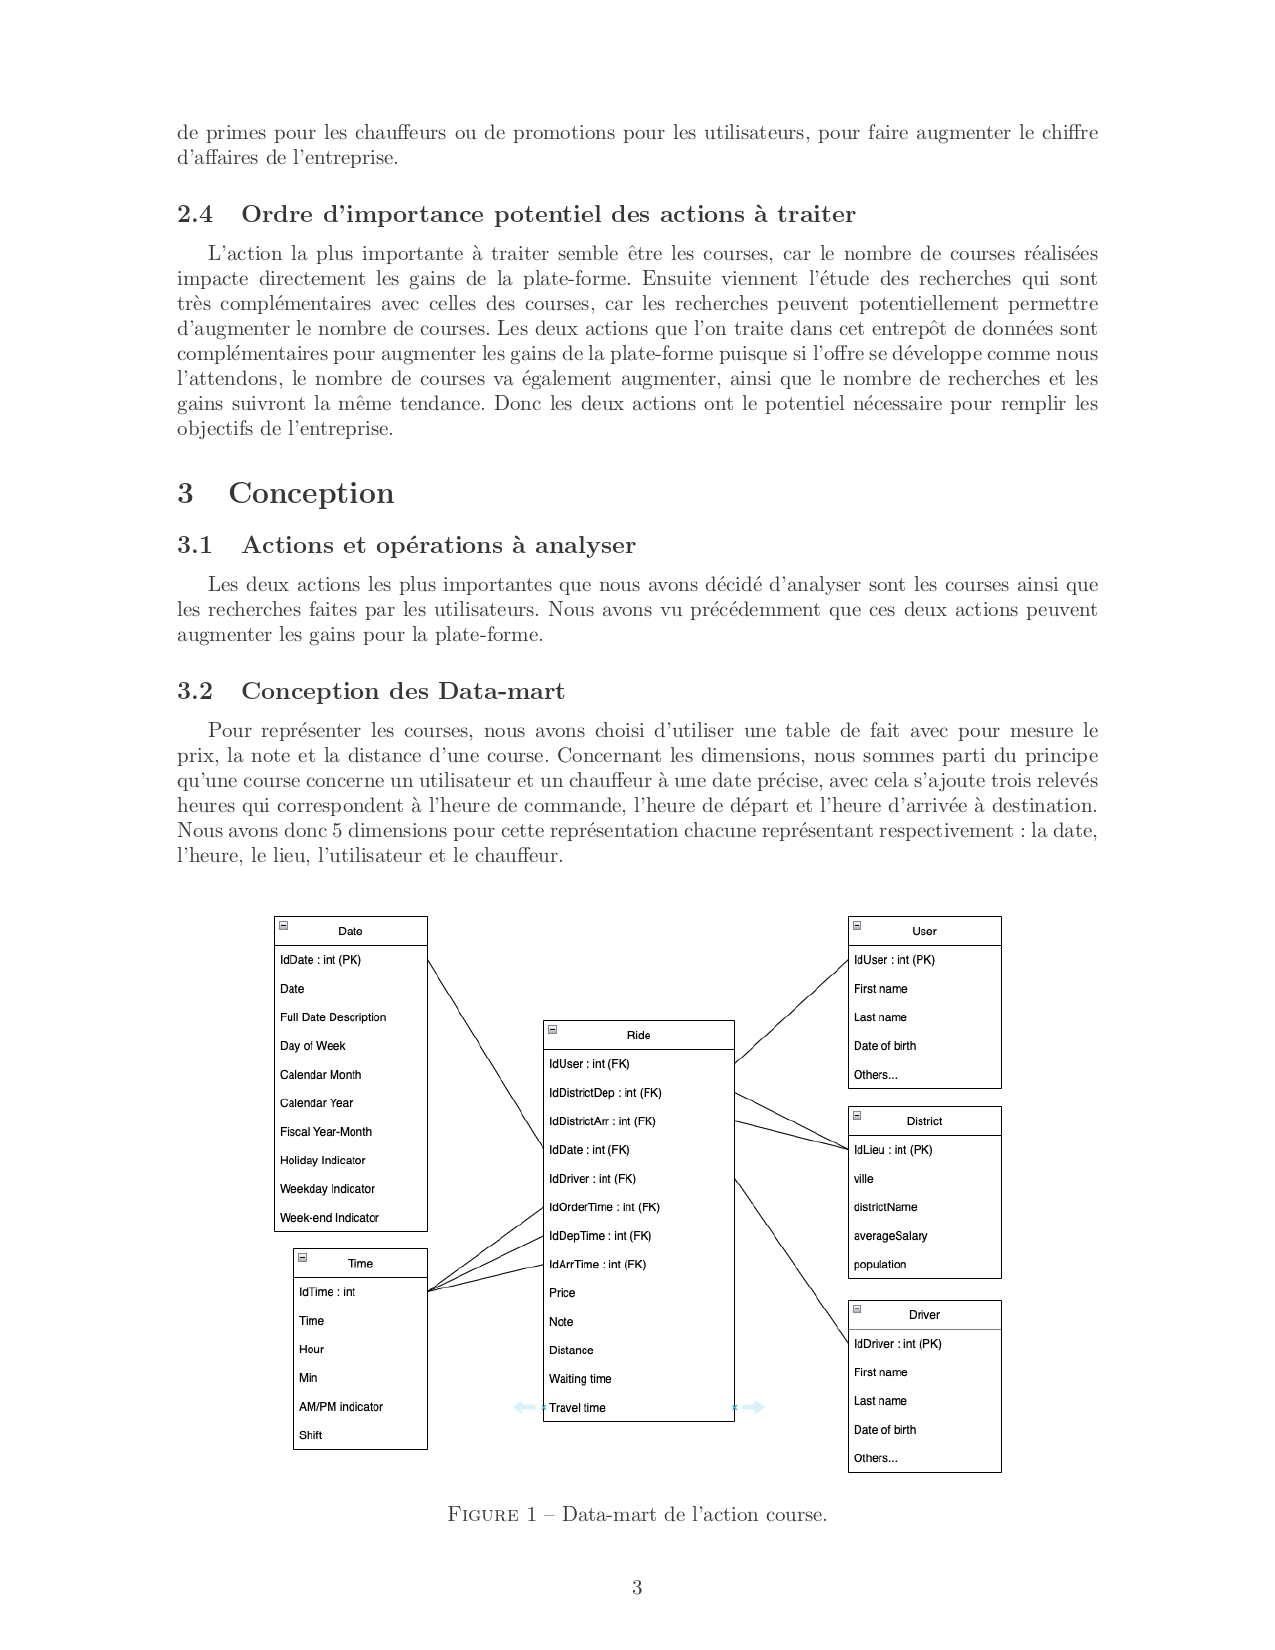 de primes pour les chauffeurs ou de promotions pour les utilisateurs, pour faire augmenter le chiffre
d'affaires de l'entreprise.
2.4 Ordre d'importance potentiel des actions à traiter
L'action la plus importante à traiter semble être les courses, car le nombre de courses réalisées
impacte directement les gains de la plate-forme. Ensuite viennent l'étude des recherches qui sont
très complémentaires avec celles des courses, car les recherches peuvent potentiellement permettre
d'augmenter le nombre de courses. Les deux actions que l'on traite dans cet entrepôt de données sont
complémentaires pour augmenter les gains de la plate-forme puisque si l'offre se développe comme nous
l'attendons, le nombre de courses va également augmenter, ainsi que le nombre de recherches et les
gains suivront la même tendance. Donc les deux actions ont le potentiel nécessaire pour remplir les
objectifs de l'entreprise.
3 Conception
3.1 Actions et opérations à analyser
Les deux actions les plus importantes que nous avons décidé d'analyser sont les courses ainsi que
les recherches faites par les utilisateurs. Nous avons vu précédemment que ces deux actions peuvent
augmenter les gains pour la plate-forme.
3.2 Conception des Data-mart
Pour représenter les courses, nous avons choisi d'utiliser une table de fait avec pour mesure le
prix, la note et la distance d'une course. Concernant les dimensions, nous sommes parti du principe
qu'une course concerne un utilisateur et un chauffeur à une date précise, avec cela s'ajoute trois relevés
heures qui correspondent à l'heure de commande, l'heure de départ et l'heure d'arrivée à destination.
Nous avons donc 5 dimensions pour cette représentation chacune représentant respectivement : la date,
l'heure, le lieu, l'utilisateur et le chauffeur.
Date
IdDate : int (PK)
Date
Full Date Description
Day of Week
Calendar Month
Calendar Year
Fiscal Year-Month
Holiday Indicator
Weekday Indicator
Week-end Indicator
Time
IdTime : int
Time
Hour
Min
AM/PM indicator
Shift
Ride
IdUser : int (FK)
IdDistrictDep : int (FK)
IdDistrictArr : int (FK)
IdDate : int (FK)
IdDriver : int (FK)
IdOrderTime : int (FK)
IdDepTime : int (FK)
IdArrTime : int (FK)
Price
Note
Distance
Waiting time
Travel time
User
IdUser : int (PK)
First name
Last name
Date of birth
Others...
District
IdLieu : int (PK)
ville
districtName
averageSalary
population
Driver
IdDriver : int (PK)
First name
Last name
Date of birth
Others...
FIGURE 1 – Data-mart de l'action course.
3